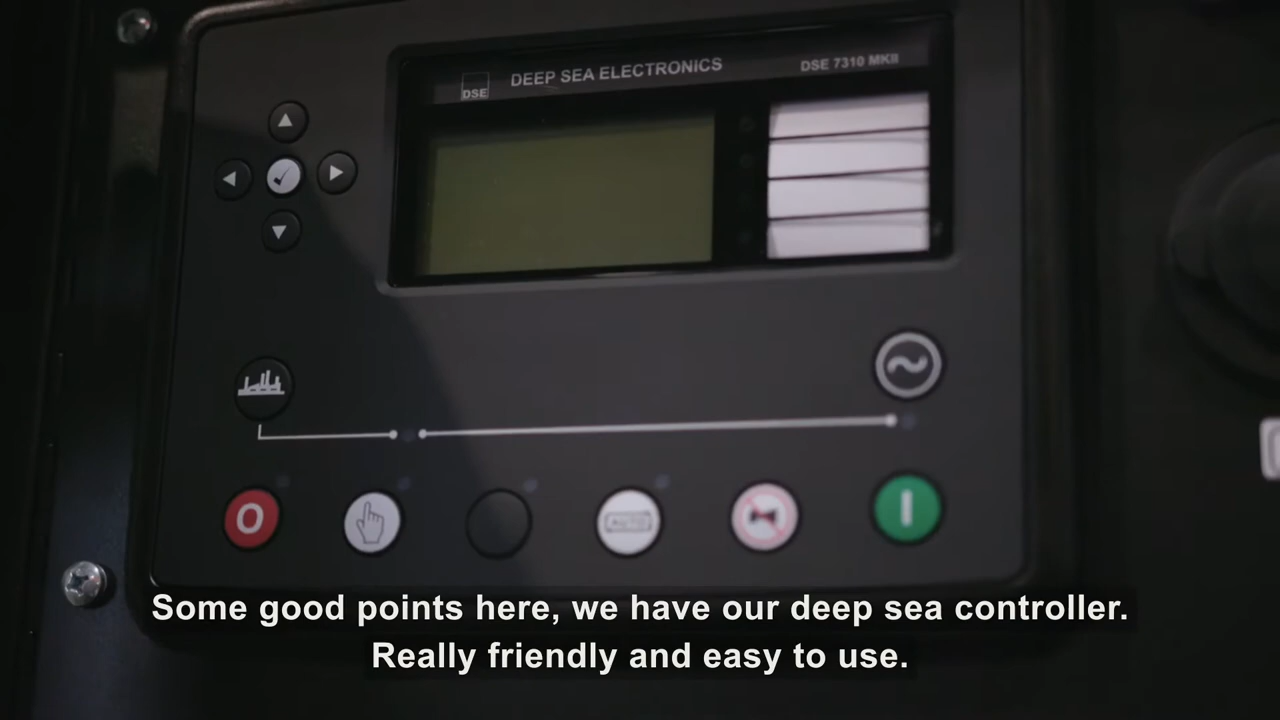 DSE
DEEP SEA ELECTRONICS
DSE 7310 MKII
O
AUTO
I
Some good points here, we have our deep sea controller.
Really friendly and easy to use.